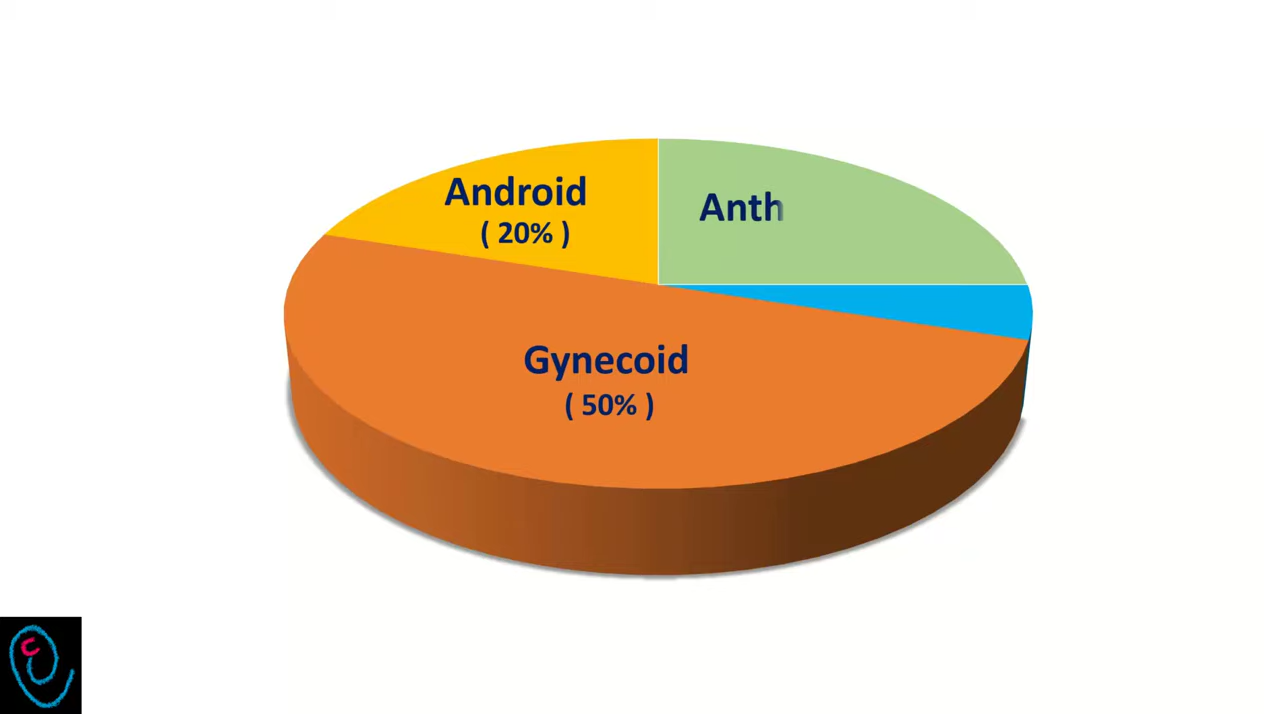 Android
( 20% )
Anth
Gynecoid
( 50% )